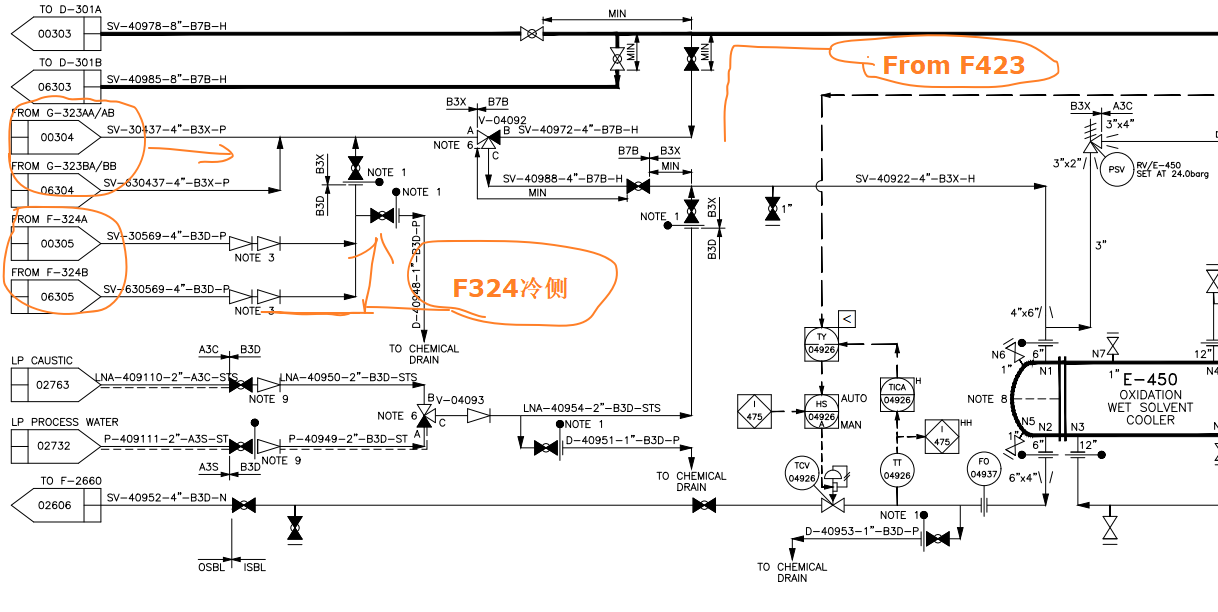 TO D-301A
00303
SV-40978-8"-B7B-H
MIN
TO D-301B
06303
SV-40985-8"-B7B-H
MIN
MIN
From F423
FROM G-323AA/AB
00304
SV-30437-4"-B3X-P
B3X
B7B
V-04092
A
B
C
NOTE 6
SV-40972-4"-B7B-H
B3X
A3C
3"x4"
3"x2"
PSV
RV/E-450
SET AT 24.0barg
FROM G-323BA/BB
06304
SV-630437-4"-B3X-P
B3X
B3D
NOTE 1
NOTE 1
SV-40988-4"-B7B-H
MIN
B7B
B3X
MIN
SV-40922-4"-B3X-H
1"
NOTE 1
B3X
B3D
FROM F-324A
00305
SV-30569-4"-B3D-P
NOTE 3
FROM F-324B
06305
SV-630569-4"-B3D-P
NOTE 3
D-40948-1"-B3D-P
F324冷侧
TO CHEMICAL
DRAIN
3"
4"x6"
LP CAUSTIC
02763
LNA-409110-2"-A3C-STS
A3C
B3D
NOTE 9
LNA-40950-2"-B3D-STS
NOTE 6
B
A
C
V-04093
LNA-40954-2"-B3D-STS
LP PROCESS WATER
02732
P-409111-2"-A3S-ST
A3S
B3D
NOTE 9
P-40949-2"-B3D-ST
NOTE 1
D-40951-1"-B3D-P
TO CHEMICAL
DRAIN
TY
04926
<
TICA
04926
H
HS
04926
A
AUTO
MAN
I
475
I
475
HH
TT
04926
TCV
04926
FO
04937
N6
1"
6"
N1
N7
1"
12"
N4
E-450
OXIDATION
WET SOLVENT
COOLER
NOTE 8
N5
1"
N2
6"
N3
12"
6"x4"
TO F-2660
02606
SV-40952-4"-B3D-N
OSBL
ISBL
NOTE 1
D-40953-1"-B3D-P
TO CHEMICAL
DRAIN